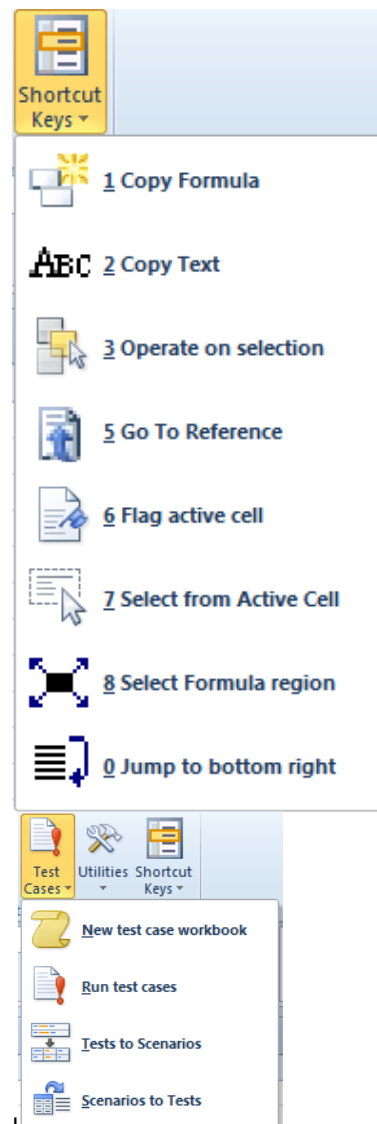 Shortcut
Keys
1 Copy Formula
ABC 2 Copy Text
3 Operate on selection
5 Go To Reference
6 Flag active cell
7 Select from Active Cell
8 Select Formula region
0 Jump to bottom right
Test Utilities Shortcut
Cases Keys
New test case workbook
Run test cases
Tests to Scenarios
Scenarios to Tests